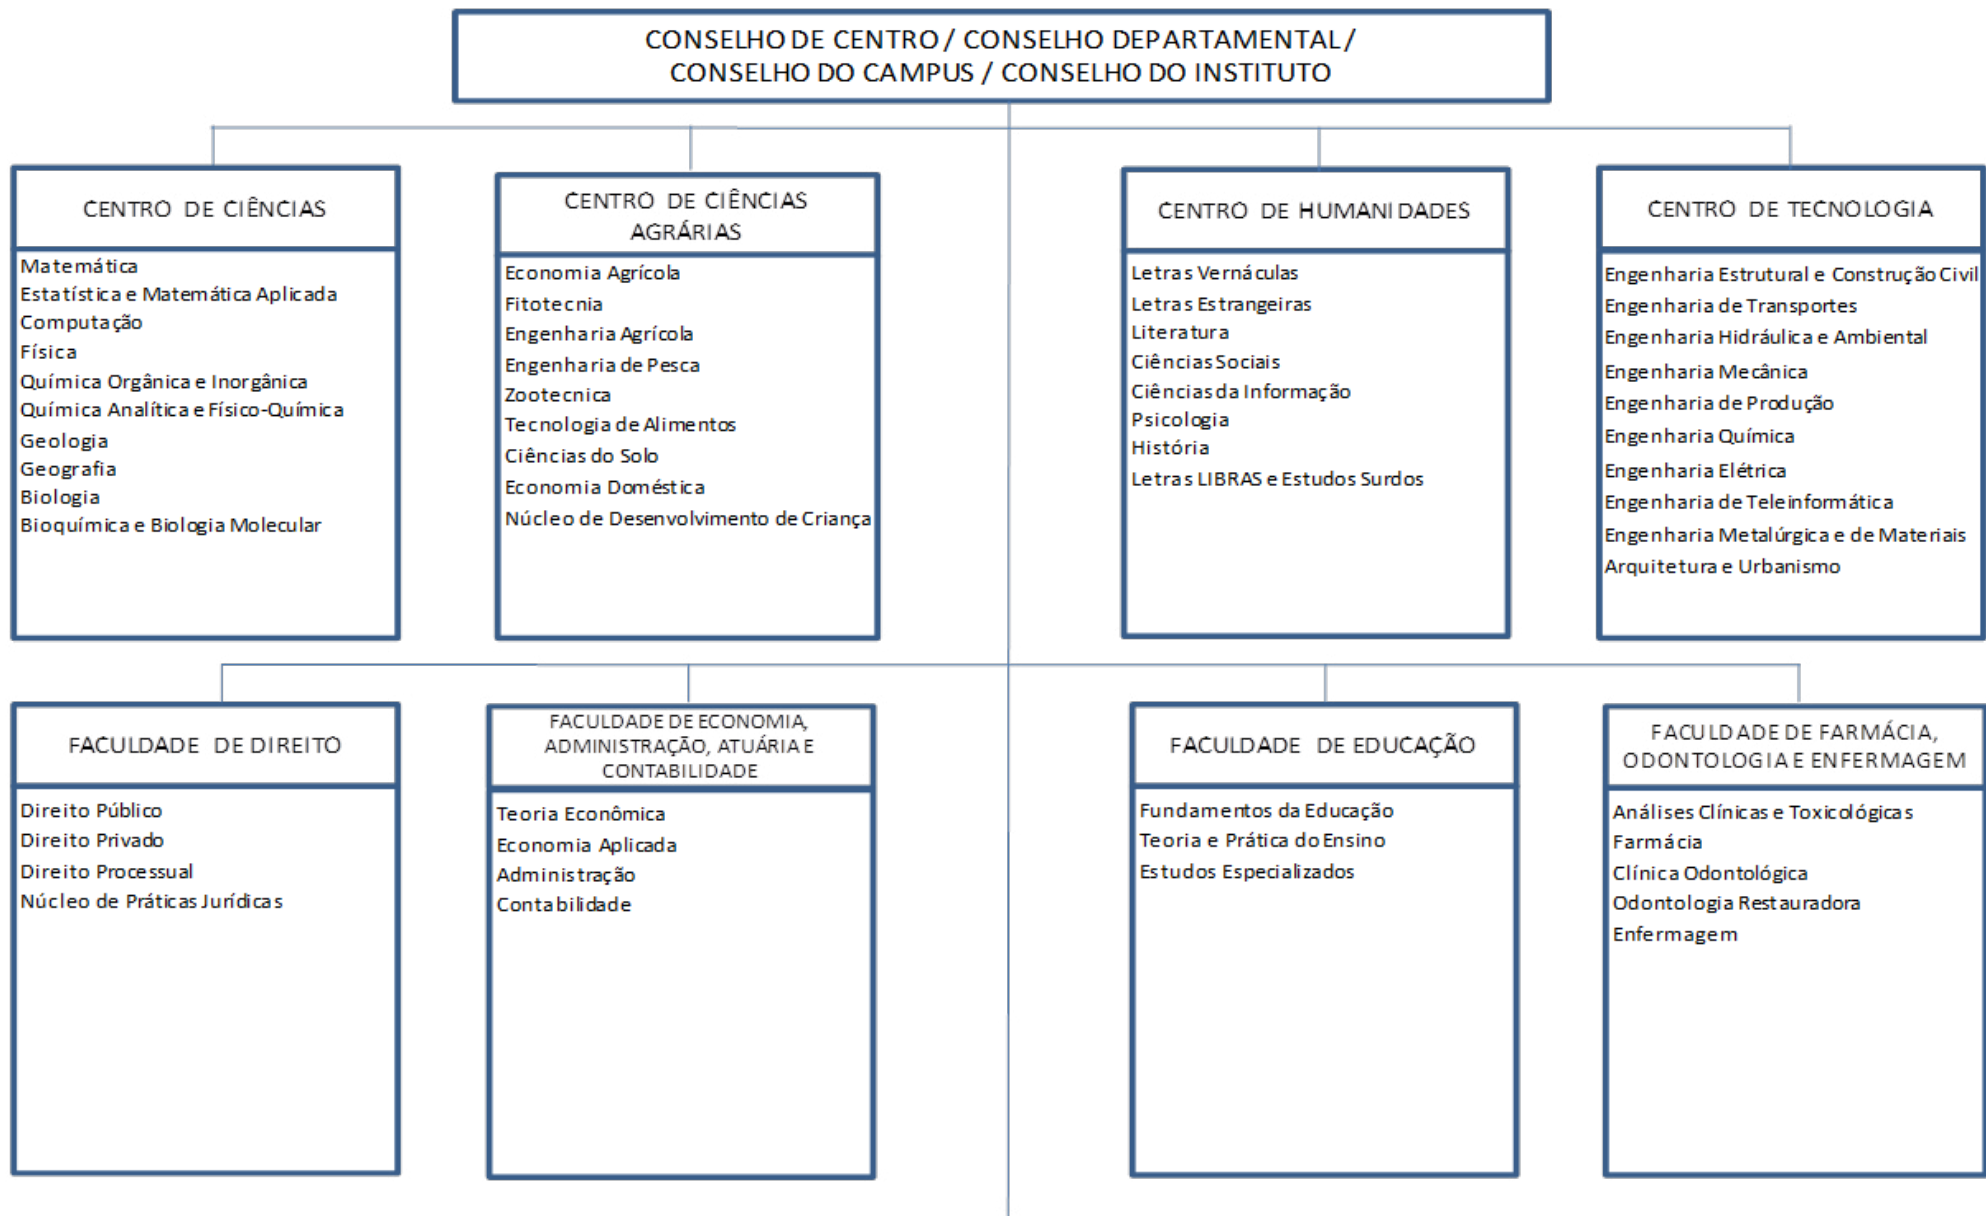 CONSELHO DE CENTRO / CONSELHO DEPARTAMENTAL /
CONSELHO DO CAMPUS / CONSELHO DO INSTITUTO
CENTRO DE CIÊNCIAS
Matemática
Estatística e Matemática Aplicada
Computação
Física
Química Orgânica e Inorgânica
Química Analítica e Físico-Química
Geologia
Geografia
Biologia
Bioquímica e Biologia Molecular
CENTRO DE CIÊNCIAS
AGRÁRIAS
Economia Agrícola
Fitotecnia
Engenharia Agrícola
Engenharia de Pesca
Zootecnica
Tecnologia de Alimentos
Ciências do Solo
Economia Doméstica
Núcleo de Desenvolvimento de Criança
CENTRO DE HUMANIDADES
Letras Vernáculas
Letras Estrangeiras
Literatura
Ciências Sociais
Ciências da Informação
Psicologia
História
Letras LIBRAS e Estudos Surdos
CENTRO DE TECNOLOGIA
Engenharia Estrutural e Construção Civil
Engenharia de Transportes
Engenharia Hidráulica e Ambiental
Engenharia Mecânica
Engenharia de Produção
Engenharia Química
Engenharia Elétrica
Engenharia de Teleinformática
Engenharia Metalúrgica e de Materiais
Arquitetura e Urbanismo
FACULDADE DE DIREITO
Direito Público
Direito Privado
Direito Processual
Núcleo de Práticas Jurídicas
FACULDADE DE ECONOMIA,
ADMINISTRAÇÃO, ATUÁRIA E
CONTABILIDADE
Teoria Econômica
Economia Aplicada
Administração
Contabilidade
FACULDADE DE EDUCAÇÃO
Fundamentos da Educação
Teoria e Prática do Ensino
Estudos Especializados
FACULDADE DE FARMÁCIA,
ODONTOLOGIA E ENFERMAGEM
Análises Clínicas e Toxicológicas
Farmácia
Clínica Odontológica
Odontologia Restauradora
Enfermagem